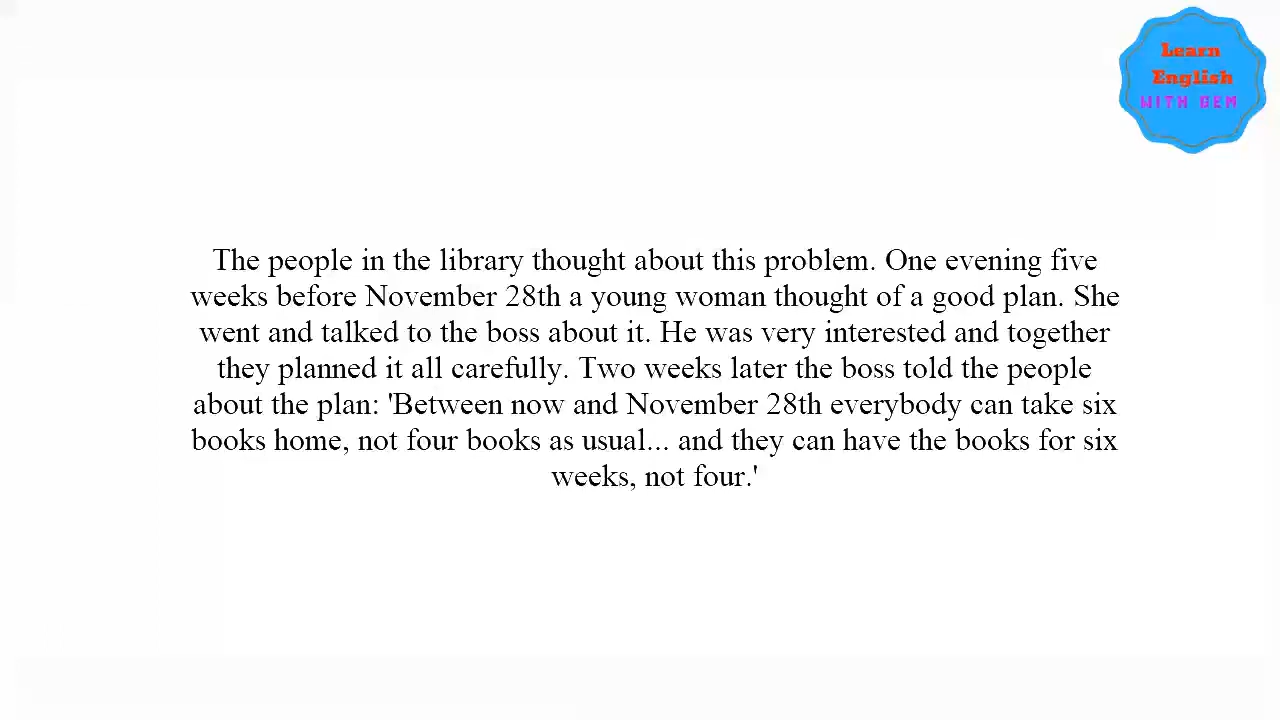 Learn
English
WITH GEM
The people in the library thought about this problem. One evening five
weeks before November 28th a young woman thought of a good plan. She
went and talked to the boss about it. He was very interested and together
they planned it all carefully. Two weeks later the boss told the people
about the plan: 'Between now and November 28th everybody can take six
books home, not four books as usual... and they can have the books for six
weeks, not four.'